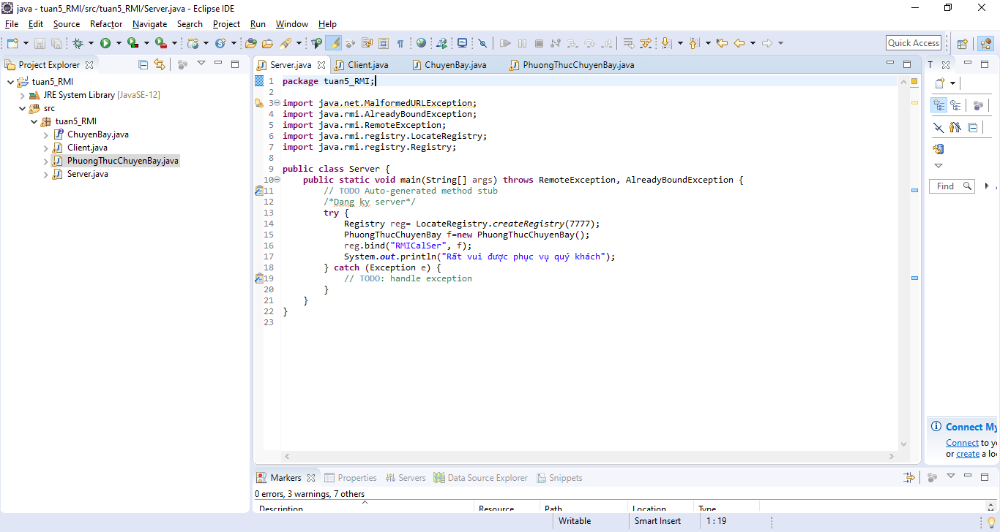 java - tuan5_RMI/src/tuan5_RMI/Server.java - Eclipse IDE
File Edit Source Refactor Navigate Search Project Run Window Help
Quick Access
Project Explorer
tuan5_RMI
JRE System Library [JavaSE-12]
src
tuan5_RMI
ChuyenBay.java
Client.java
PhuongThucChuyenBay.java
Server.java
Server.java Client.java ChuyenBay.java PhuongThucChuyenBay.java
1 package tuan5_RMI;
2
3 import java.net.MalformedURLException;
4 import java.rmi.AlreadyBoundException;
5 import java.rmi.RemoteException;
6 import java.rmi.registry.LocateRegistry;
7 import java.rmi.registry.Registry;
8
9 public class Server {
10 public static void main(String[] args) throws RemoteException, AlreadyBoundException {
11 // TODO Auto-generated method stub
12 /*Dang ky server*/
13 try {
14 Registry reg= LocateRegistry.createRegistry(7777);
15 PhuongThucChuyenBay f=new PhuongThucChuyenBay();
16 reg.bind("RMICalSer", f);
17 System.out.println("Rất vui được phục vụ quý khách");
18 } catch (Exception e) {
19 // TODO: handle exception
20 }
21 }
22 }
23
T
Find
Connect My
Connect to yo
or create a loc
Markers Properties Servers Data Source Explorer Snippets
0 errors, 3 warnings, 7 others
Description Resource Path Location Type
Writable Smart Insert 1 : 19